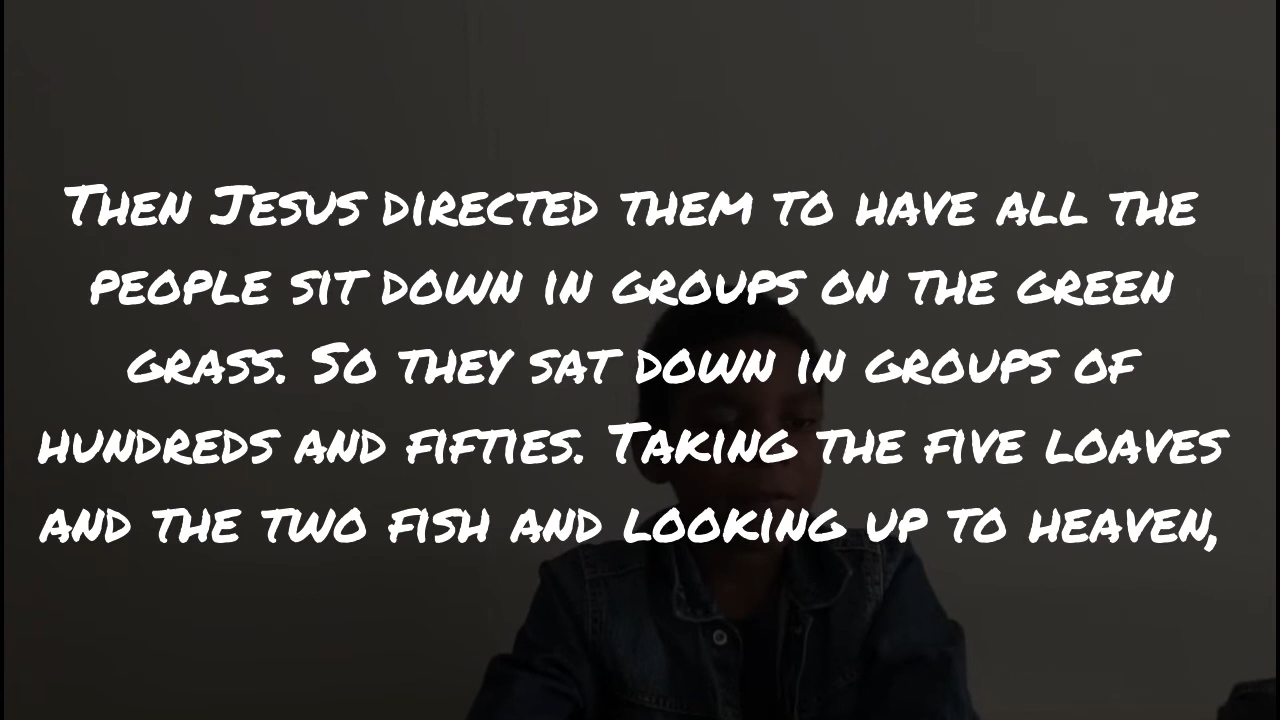 Then Jesus directed them to have all the
people sit down in groups on the green
grass. So they sat down in groups of
hundreds and fifties. Taking the five loaves
and the two fish and looking up to heaven,